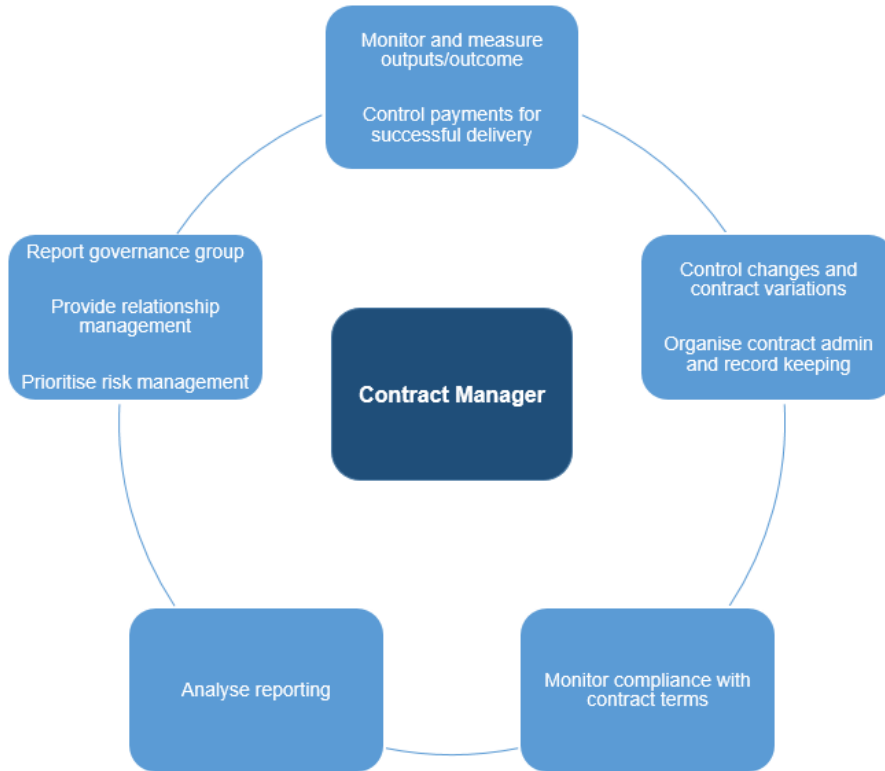 Monitor and measure
outputs/outcome
Control payments for
successful delivery
Report governance group
Provide relationship
management
Prioritise risk management
Control changes and
contract variations
Organise contract admin
and record keeping
Contract Manager
Analyse reporting
Monitor compliance with
contract terms